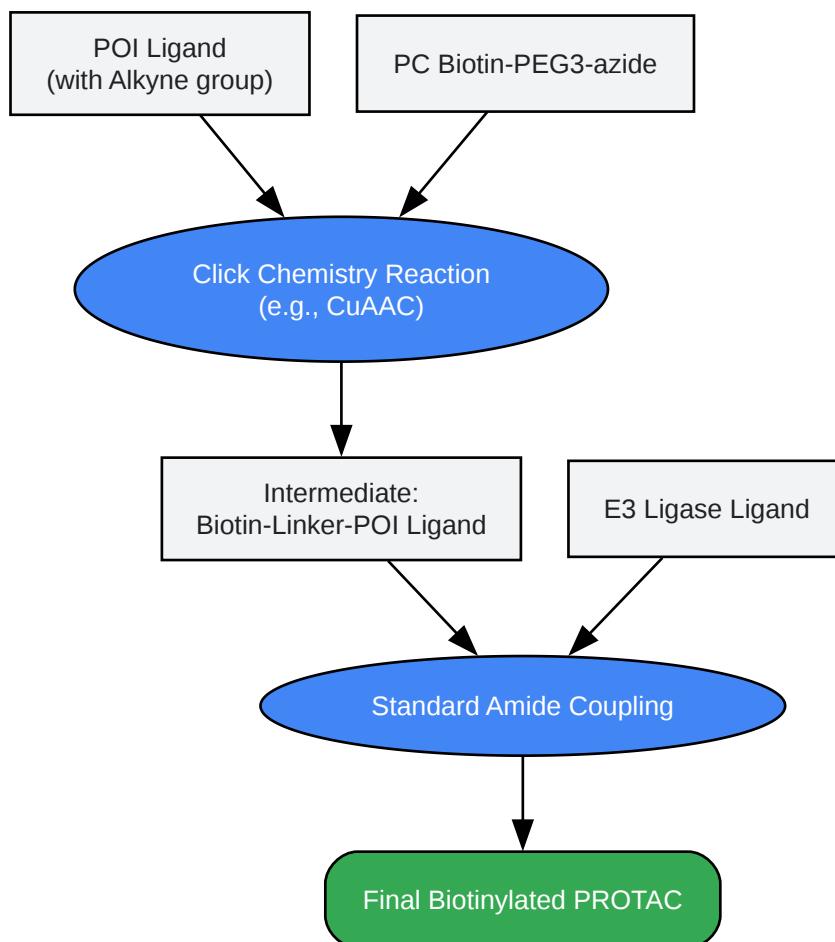 POI Ligand
(with Alkyne group)
PC Biotin-PEG3-azide
Click Chemistry Reaction
(e.g., CuAAC)
Intermediate:
Biotin-Linker-POI Ligand
E3 Ligase Ligand
Standard Amide Coupling
Final Biotinylated PROTAC